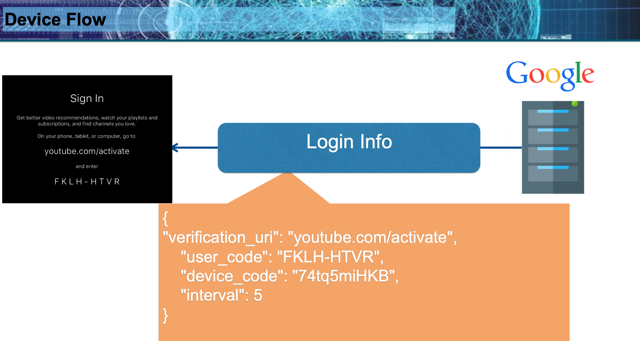 Device Flow
Google
Sign In
Get better video recommendations, watch your playlists and
subscriptions, and find channels you love.
On your phone, tablet, or computer, go to:
youtube.com/activate
and enter
FKLH-HTVR
Login Info
{
"verification_uri": "youtube.com/activate",
"user_code": "FKLH-HTVR",
"device_code": "74tq5miHKB",
"interval": 5
}